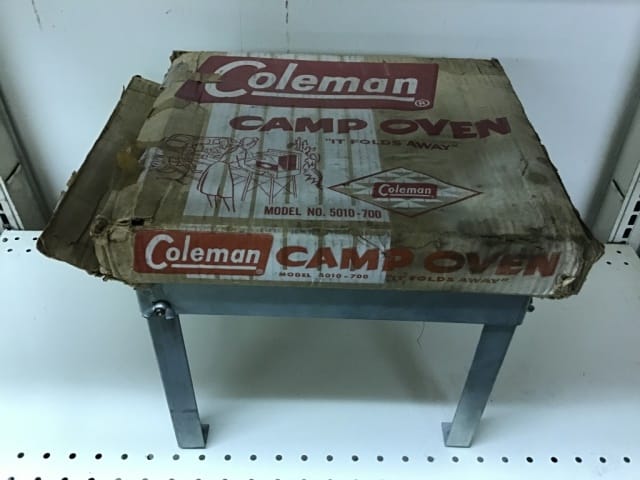 Coleman®
CAMP OVEN
"IT FOLDS AWAY"
Coleman
MODEL NO. 5010-700
Coleman CAMP OVEN
MODEL 5010-700 "IT FOLDS AWAY"